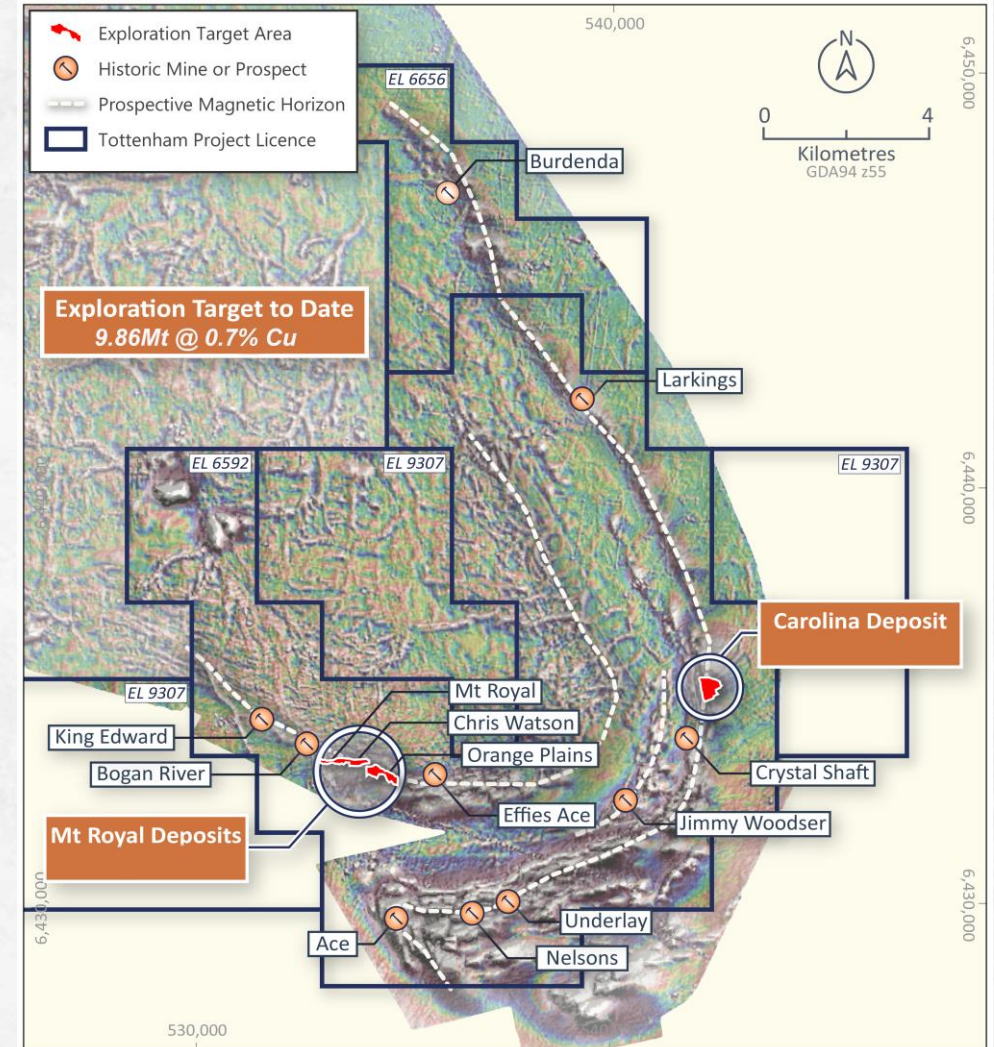 Exploration Target Area
Historic Mine or Prospect
Prospective Magnetic Horizon
Tottenham Project Licence
540,000
N
0 4
Kilometres
GDA94 z55
6,450,000
EL 6656
Burdenda
Exploration Target to Date
9.86Mt @ 0.7% Cu
Larkings
EL 6592
EL 9307
EL 9307
6,440,000
6,440,000
Carolina Deposit
EL 9307
Mt Royal
Chris Watson
Orange Plains
King Edward
Bogan River
Crystal Shaft
Effies Ace
Jimmy Woodser
Mt Royal Deposits
6,430,000
6,430,000
Underlay
Ace
Nelsons
530,000